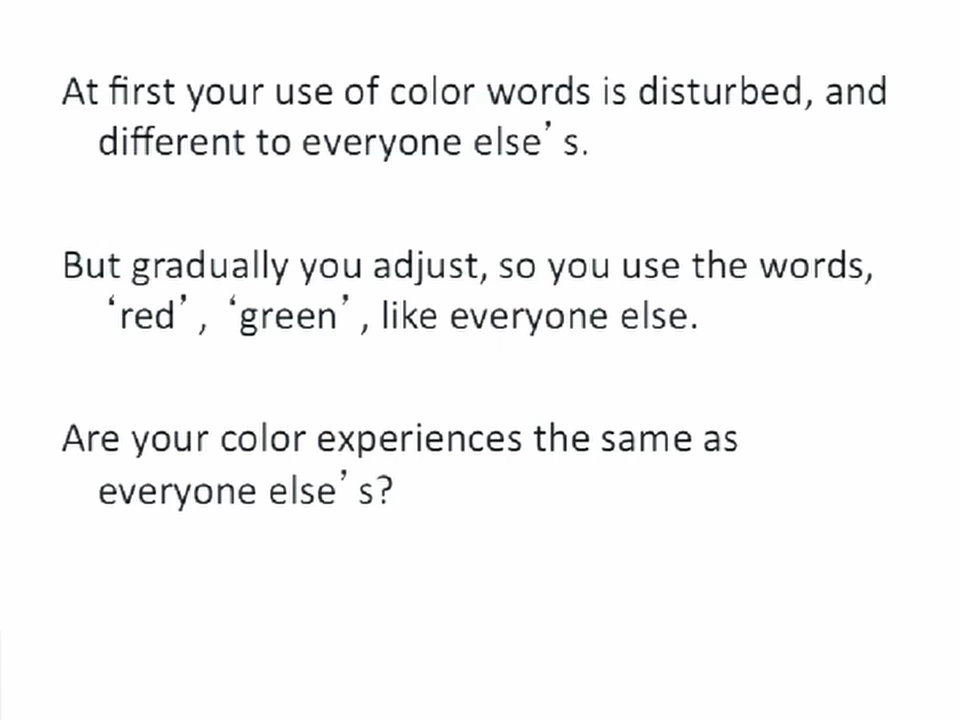 At first your use of color words is disturbed, and
different to everyone else’ s.
But gradually you adjust, so you use the words,
‘red’ , ‘green’ , like everyone else.
Are your color experiences the same as
everyone else’ s?